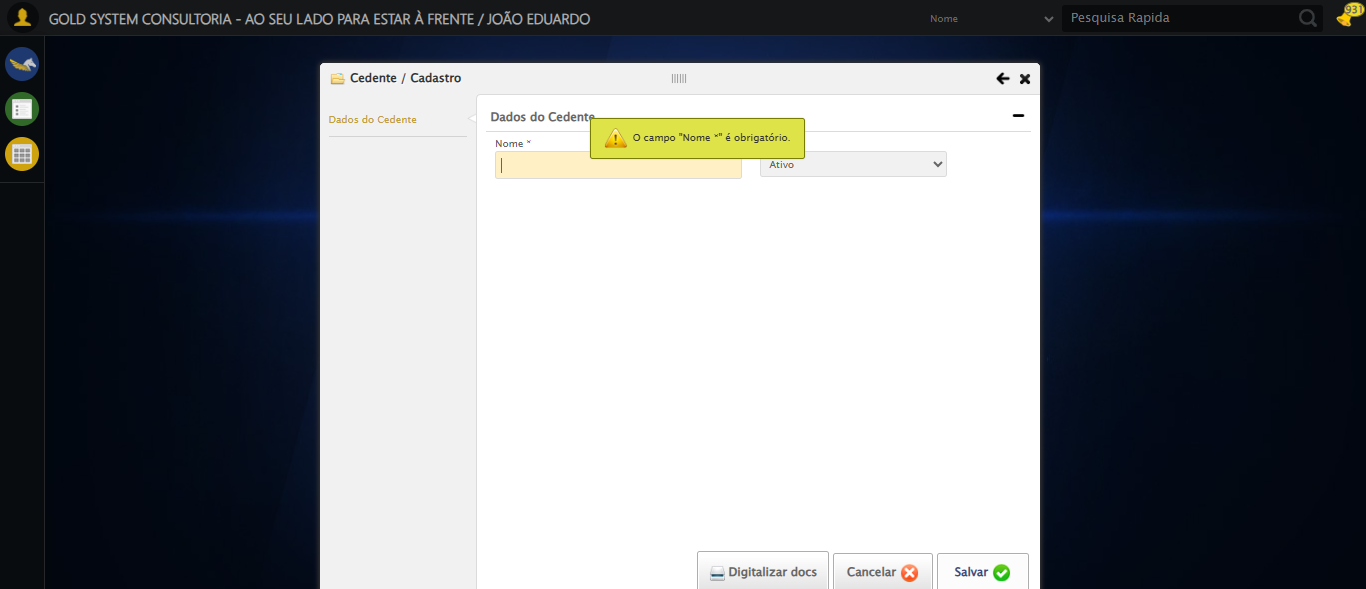 GOLD SYSTEM CONSULTORIA - AO SEU LADO PARA ESTAR À FRENTE / JOÃO EDUARDO
Nome
Pesquisa Rapida
931
Cedente / Cadastro
Dados do Cedente
Dados do Cedente
O campo "Nome *" é obrigatório.
Nome *
Ativo
Digitalizar docs
Cancelar
Salvar